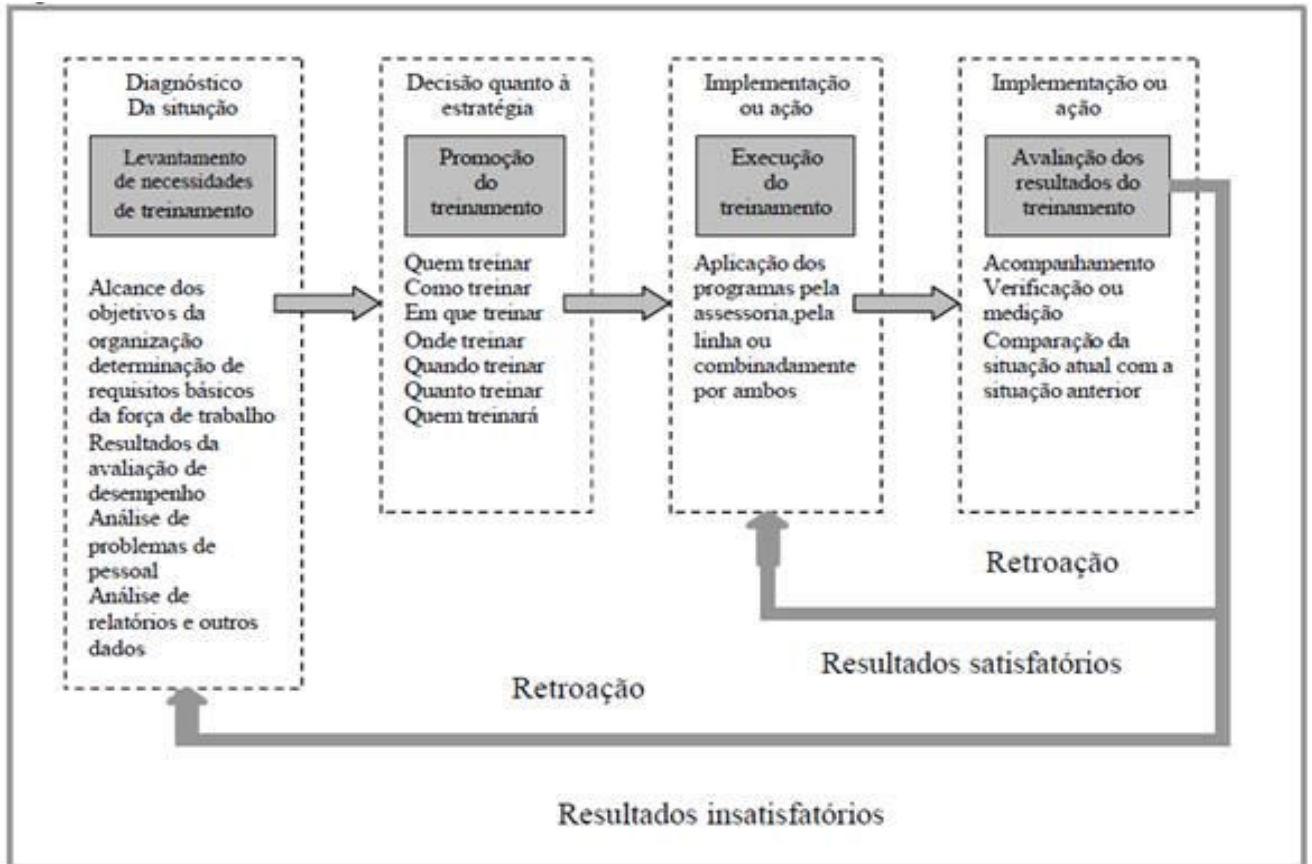 Diagnóstico
Da situação
Levantamento
de necessidades
de treinamento
Alcance dos
objetivos da
organização
determinação de
requisitos básicos
da força de trabalho
Resultados da
avaliação de
desempenho
Análise de
problemas de
pessoal
Análise de
relatórios e outros
dados
Decisão quanto à
estratégia
Promoção
do
treinamento
Quem treinar
Como treinar
Em que treinar
Onde treinar
Quando treinar
Quanto treinar
Quem treinará
Implementação
ou ação
Execução
do
treinamento
Aplicação dos
programas pela
assessoria,pela
linha ou
combinadamente
por ambos
Implementação ou
ação
Avaliação dos
resultados do
treinamento
Acompanhamento
Verificação ou
medição
Comparação da
situação atual com a
situação anterior
Retroação
Resultados satisfatórios
Retroação
Resultados insatisfatórios